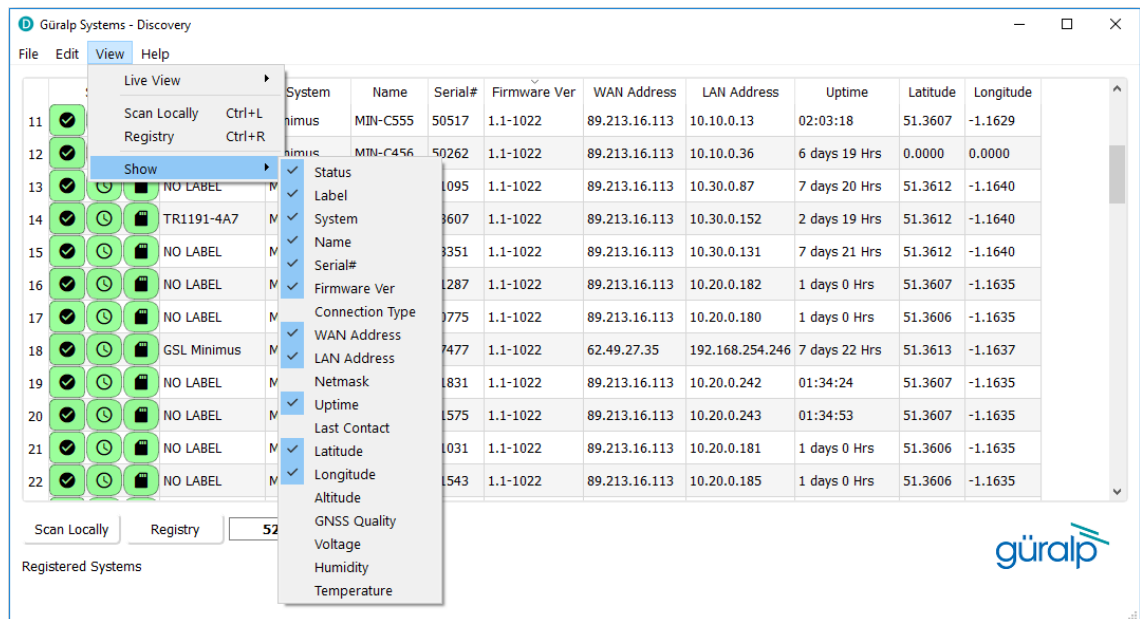 Güralp Systems - Discovery
File Edit View Help
Live View
Scan Locally Ctrl+L
Registry Ctrl+R
Show
Status
Label
System
Name
Serial#
Firmware Ver
Connection Type
WAN Address
LAN Address
Netmask
Uptime
Last Contact
Latitude
Longitude
Altitude
GNSS Quality
Voltage
Humidity
Temperature
System Name Serial# Firmware Ver WAN Address LAN Address Uptime Latitude Longitude
11 MIN-C555 50517 1.1-1022 89.213.16.113 10.10.0.13 02:03:18 51.3607 -1.1629
12 MIN-C456 50262 1.1-1022 89.213.16.113 10.10.0.36 6 days 19 Hrs 0.0000 0.0000
13 NO LABEL 1.1-1022 89.213.16.113 10.30.0.87 7 days 20 Hrs 51.3612 -1.1640
14 TR1191-4A7 1.1-1022 89.213.16.113 10.30.0.152 2 days 19 Hrs 51.3612 -1.1640
15 NO LABEL 1.1-1022 89.213.16.113 10.30.0.131 7 days 21 Hrs 51.3612 -1.1640
16 NO LABEL 1.1-1022 89.213.16.113 10.20.0.182 1 days 0 Hrs 51.3606 -1.1635
17 NO LABEL 1.1-1022 89.213.16.113 10.20.0.180 1 days 0 Hrs 51.3606 -1.1635
18 GSL Minimus 1.1-1022 62.49.27.35 192.168.254.246 7 days 22 Hrs 51.3613 -1.1637
19 NO LABEL 1.1-1022 89.213.16.113 10.20.0.242 01:34:24 51.3607 -1.1635
20 NO LABEL 1.1-1022 89.213.16.113 10.20.0.243 01:34:53 51.3607 -1.1635
21 NO LABEL 1.1-1022 89.213.16.113 10.20.0.181 1 days 0 Hrs 51.3606 -1.1635
22 NO LABEL 1.1-1022 89.213.16.113 10.20.0.185 1 days 0 Hrs 51.3606 -1.1635
Scan Locally Registry 52
Registered Systems
güralp